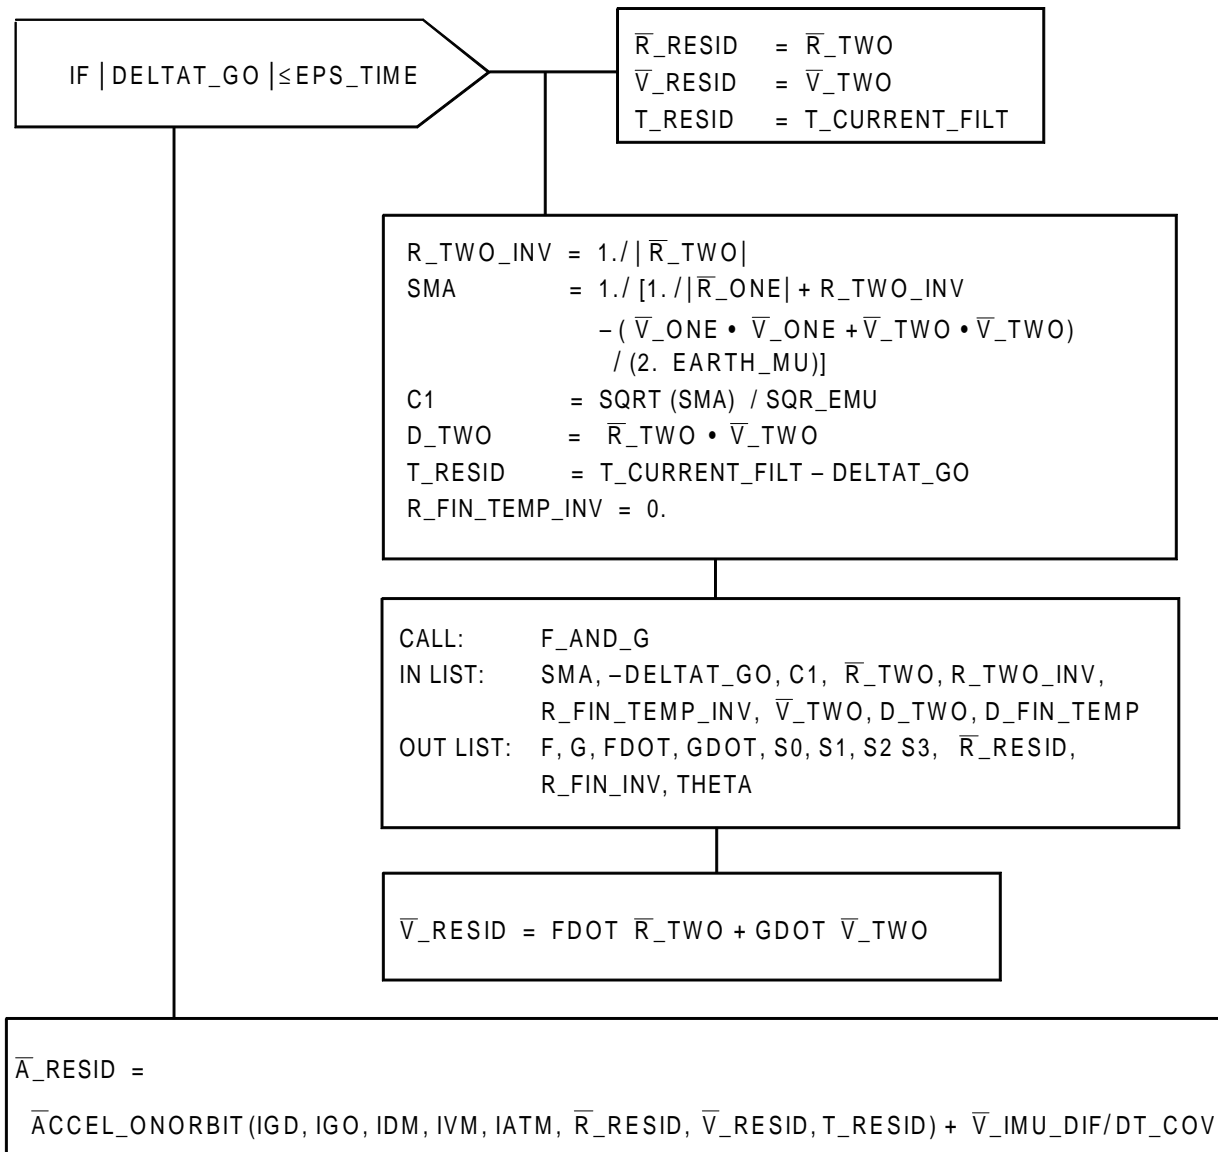 IF |DELTAT_GO|≤EPS_TIME
R̅_RESID = R̅_TWO
V̅_RESID = V̅_TWO
T_RESID = T_CURRENT_FILT
R_TWO_INV = 1./|R̅_TWO|
SMA = 1./ [1./|R̅_ONE| + R_TWO_INV
– ( V̅_ONE • V̅_ONE + V̅_TWO • V̅_TWO)
/ (2. EARTH_MU)]
C1 = SQRT (SMA) / SQR_EMU
D_TWO = R̅_TWO • V̅_TWO
T_RESID = T_CURRENT_FILT – DELTAT_GO
R_FIN_TEMP_INV = 0.
CALL: F_AND_G
IN LIST: SMA, –DELTAT_GO, C1, R̅_TWO, R_TWO_INV,
R_FIN_TEMP_INV, V̅_TWO, D_TWO, D_FIN_TEMP
OUT LIST: F, G, FDOT, GDOT, S0, S1, S2 S3, R̅_RESID,
R_FIN_INV, THETA
V̅_RESID = FDOT R̅_TWO + GDOT V̅_TWO
A̅_RESID =
A̅CCEL_ONORBIT(IGD, IGO, IDM, IVM, IATM, R̅_RESID, V̅_RESID, T_RESID) + V̅_IMU_DIF/DT_COV